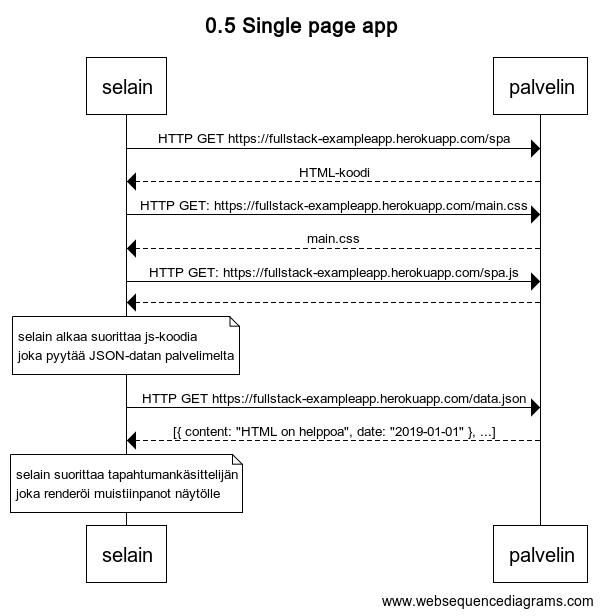 0.5 Single page app
selain
palvelin
HTTP GET https://fullstack-exampleapp.herokuapp.com/spa
HTML-koodi
HTTP GET: https://fullstack-exampleapp.herokuapp.com/main.css
main.css
HTTP GET: https://fullstack-exampleapp.herokuapp.com/spa.js
selain alkaa suorittaa js-koodia
joka pyytää JSON-datan palvelimelta
HTTP GET https://fullstack-exampleapp.herokuapp.com/data.json
[{ content: "HTML on helppoa", date: "2019-01-01" }, ...]
selain suorittaa tapahtumankäsittelijän
joka renderöi muistiinpanot näytölle
selain
palvelin
www.websequencediagrams.com